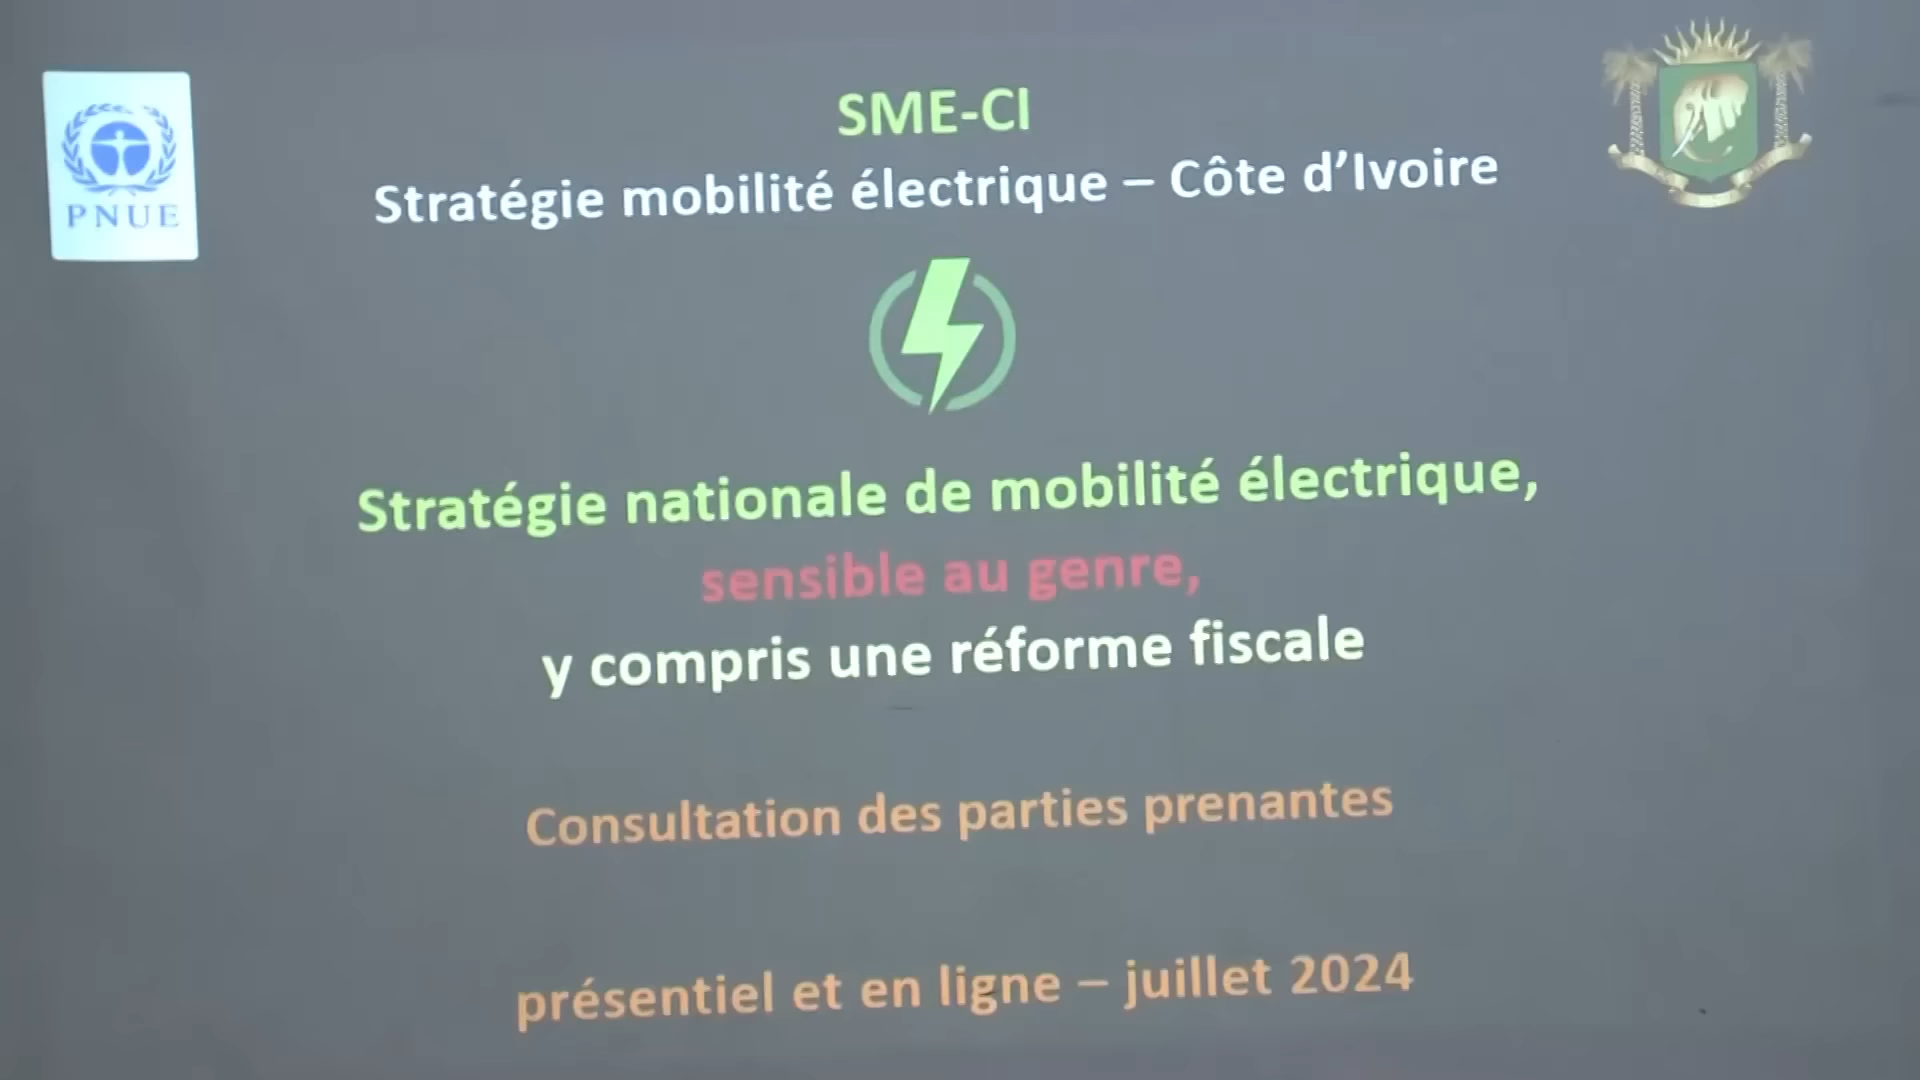 SME-CI
PNUE
Stratégie mobilité électrique – Côte d’Ivoire
Stratégie nationale de mobilité électrique,
sensible au genre,
y compris une réforme fiscale
Consultation des parties prenantes
présentiel et en ligne – juillet 2024